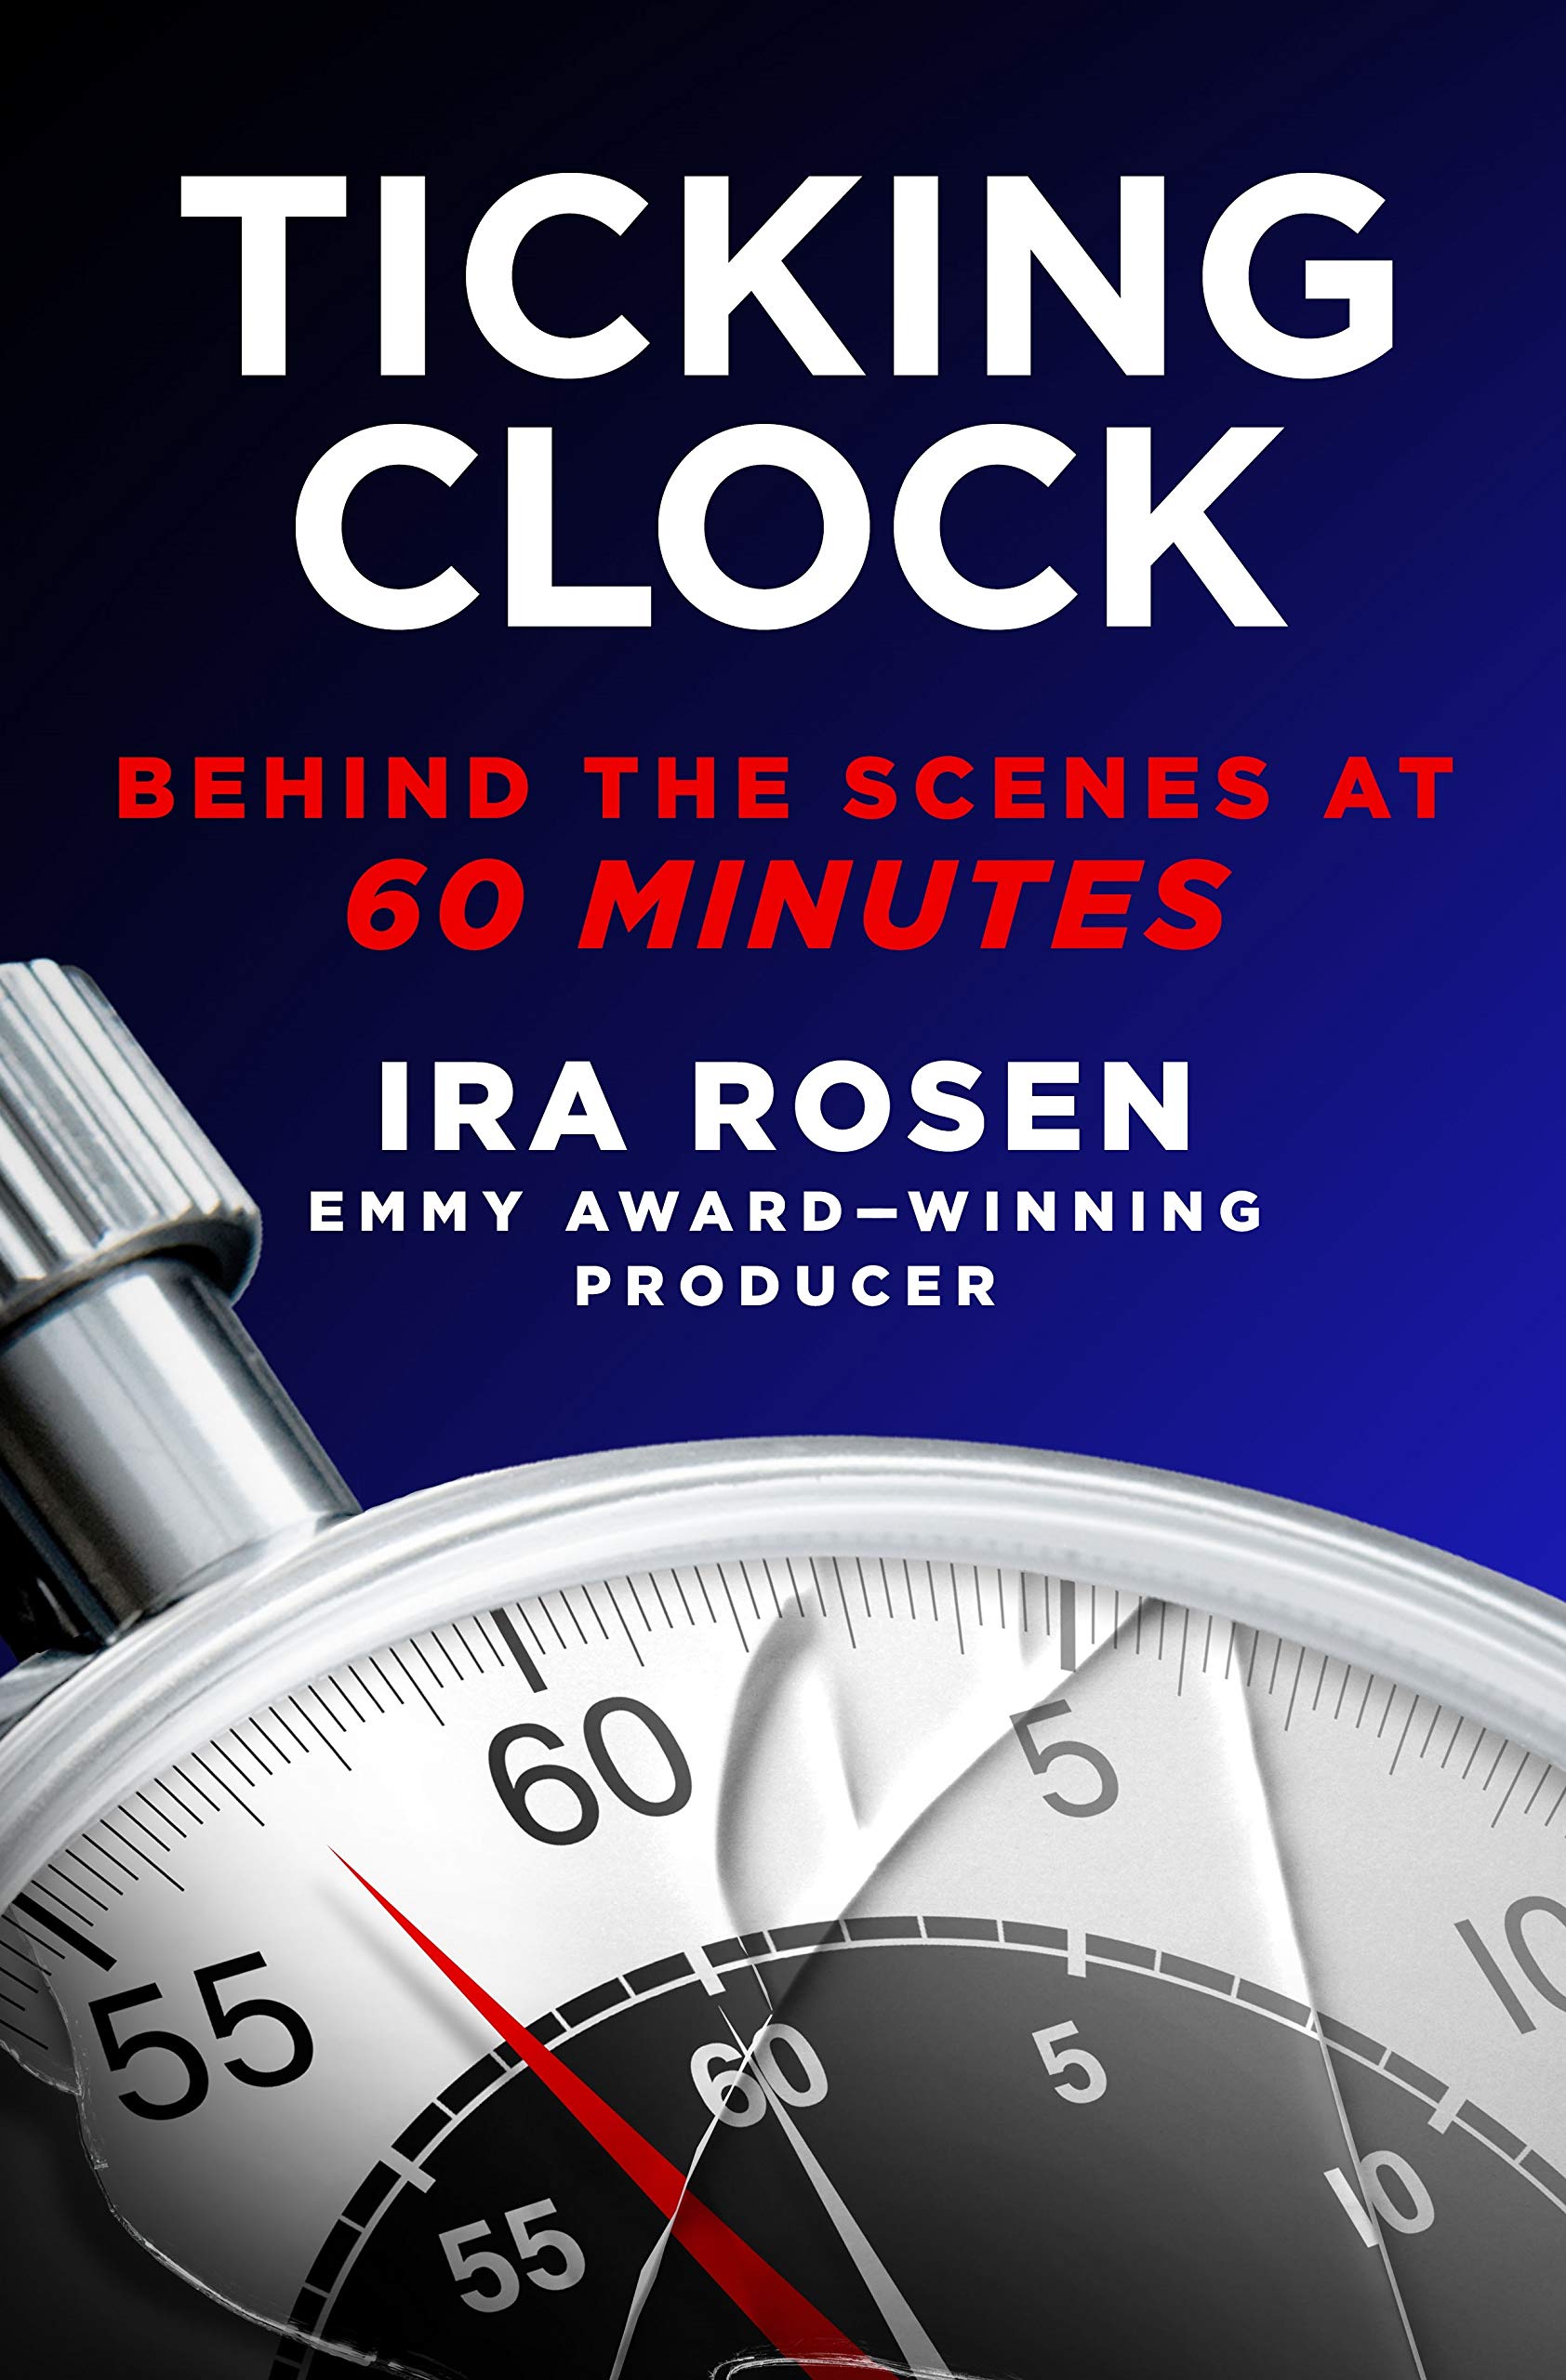 TICKING
CLOCK
BEHIND THE SCENES AT
60 MINUTES
IRA ROSEN
EMMY AWARD—WINNING
PRODUCER
60
5
10
55
60
5
10
55